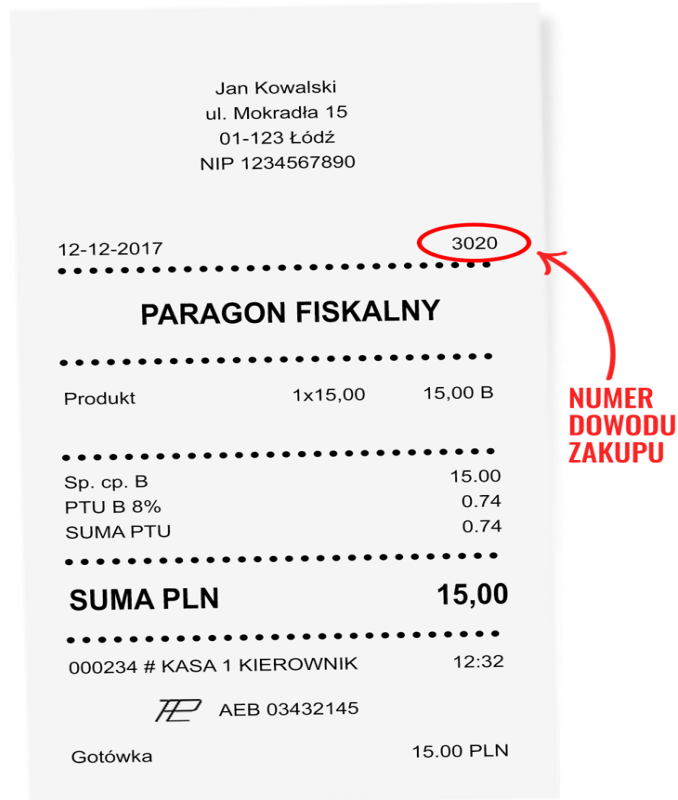 Jan Kowalski
ul. Mokradła 15
01-123 Łódź
NIP 1234567890
12-12-2017 3020
PARAGON FISKALNY
Produkt 1x15,00 15,00 B
NUMER
DOWODU
ZAKUPU
Sp. cp. B 15.00
PTU B 8% 0.74
SUMA PTU 0.74
SUMA PLN 15,00
000234 # KASA 1 KIEROWNIK 12:32
AEB 03432145
Gotówka 15.00 PLN